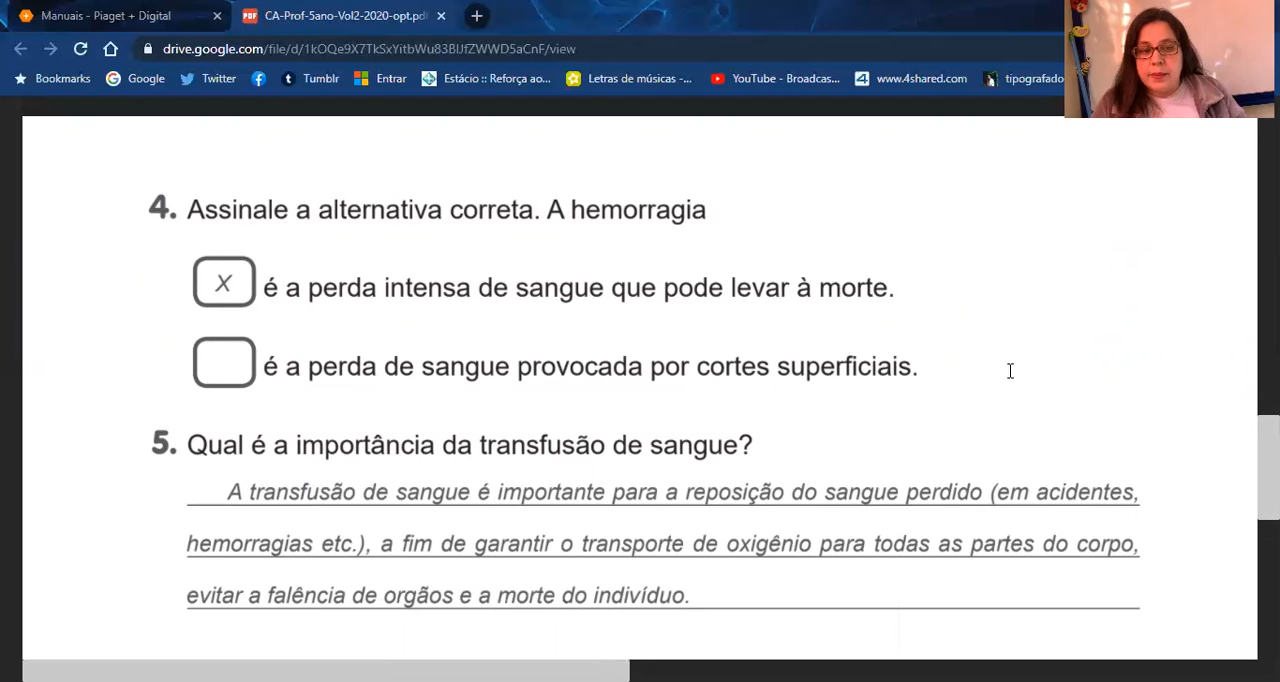 Manuais - Piaget + Digital
PDF CA-Prof-5ano-Vol2-2020-opt.pd
drive.google.com/file/d/1kOQe9X7TkSxYitbWu83BlJfZWWD5aCnF/view
Bookmarks Google Twitter Tumblr Entrar Estácio :: Reforça ao... Letras de músicas -... YouTube - Broadcas... 4 www.4shared.com tipografado
4. Assinale a alternativa correta. A hemorragia
X é a perda intensa de sangue que pode levar à morte.
é a perda de sangue provocada por cortes superficiais.
5. Qual é a importância da transfusão de sangue?
A transfusão de sangue é importante para a reposição do sangue perdido (em acidentes,
hemorragias etc.), a fim de garantir o transporte de oxigênio para todas as partes do corpo,
evitar a falência de orgãos e a morte do indivíduo.